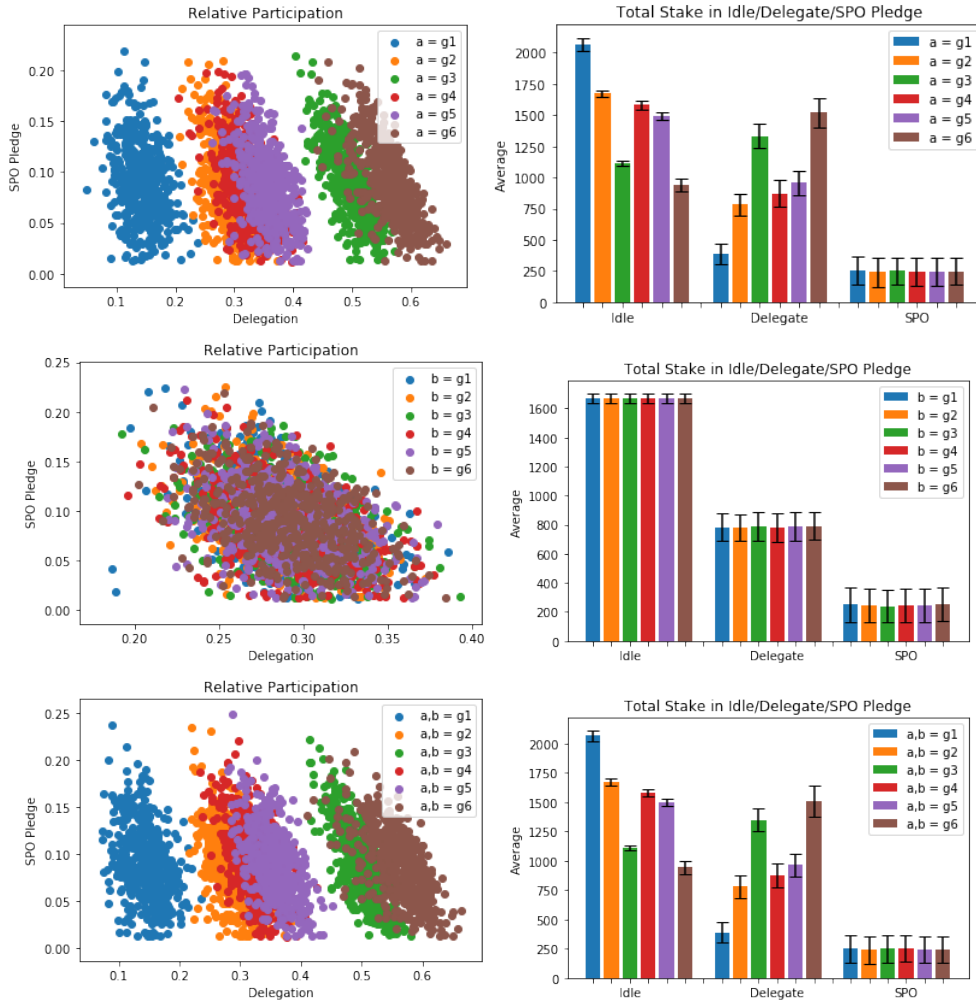 Relative Participation
a = g1
a = g2
a = g3
a = g4
a = g5
a = g6
SPO Pledge
0.20
0.15
0.10
0.05
0.00
0.1 0.2 0.3 0.4 0.5 0.6
Delegation
Total Stake in Idle/Delegate/SPO Pledge
a = g1
a = g2
a = g3
a = g4
a = g5
a = g6
Average
2000
1750
1500
1250
1000
750
500
250
0
Idle Delegate SPO
Relative Participation
b = g1
b = g2
b = g3
b = g4
b = g5
b = g6
SPO Pledge
0.25
0.20
0.15
0.10
0.05
0.00
0.20 0.25 0.30 0.35 0.40
Delegation
Total Stake in Idle/Delegate/SPO Pledge
b = g1
b = g2
b = g3
b = g4
b = g5
b = g6
Average
1600
1400
1200
1000
800
600
400
200
0
Idle Delegate SPO
Relative Participation
a,b = g1
a,b = g2
a,b = g3
a,b = g4
a,b = g5
a,b = g6
SPO Pledge
0.25
0.20
0.15
0.10
0.05
0.00
0.1 0.2 0.3 0.4 0.5 0.6
Delegation
Total Stake in Idle/Delegate/SPO Pledge
a,b = g1
a,b = g2
a,b = g3
a,b = g4
a,b = g5
a,b = g6
Average
2000
1750
1500
1250
1000
750
500
250
0
Idle Delegate SPO